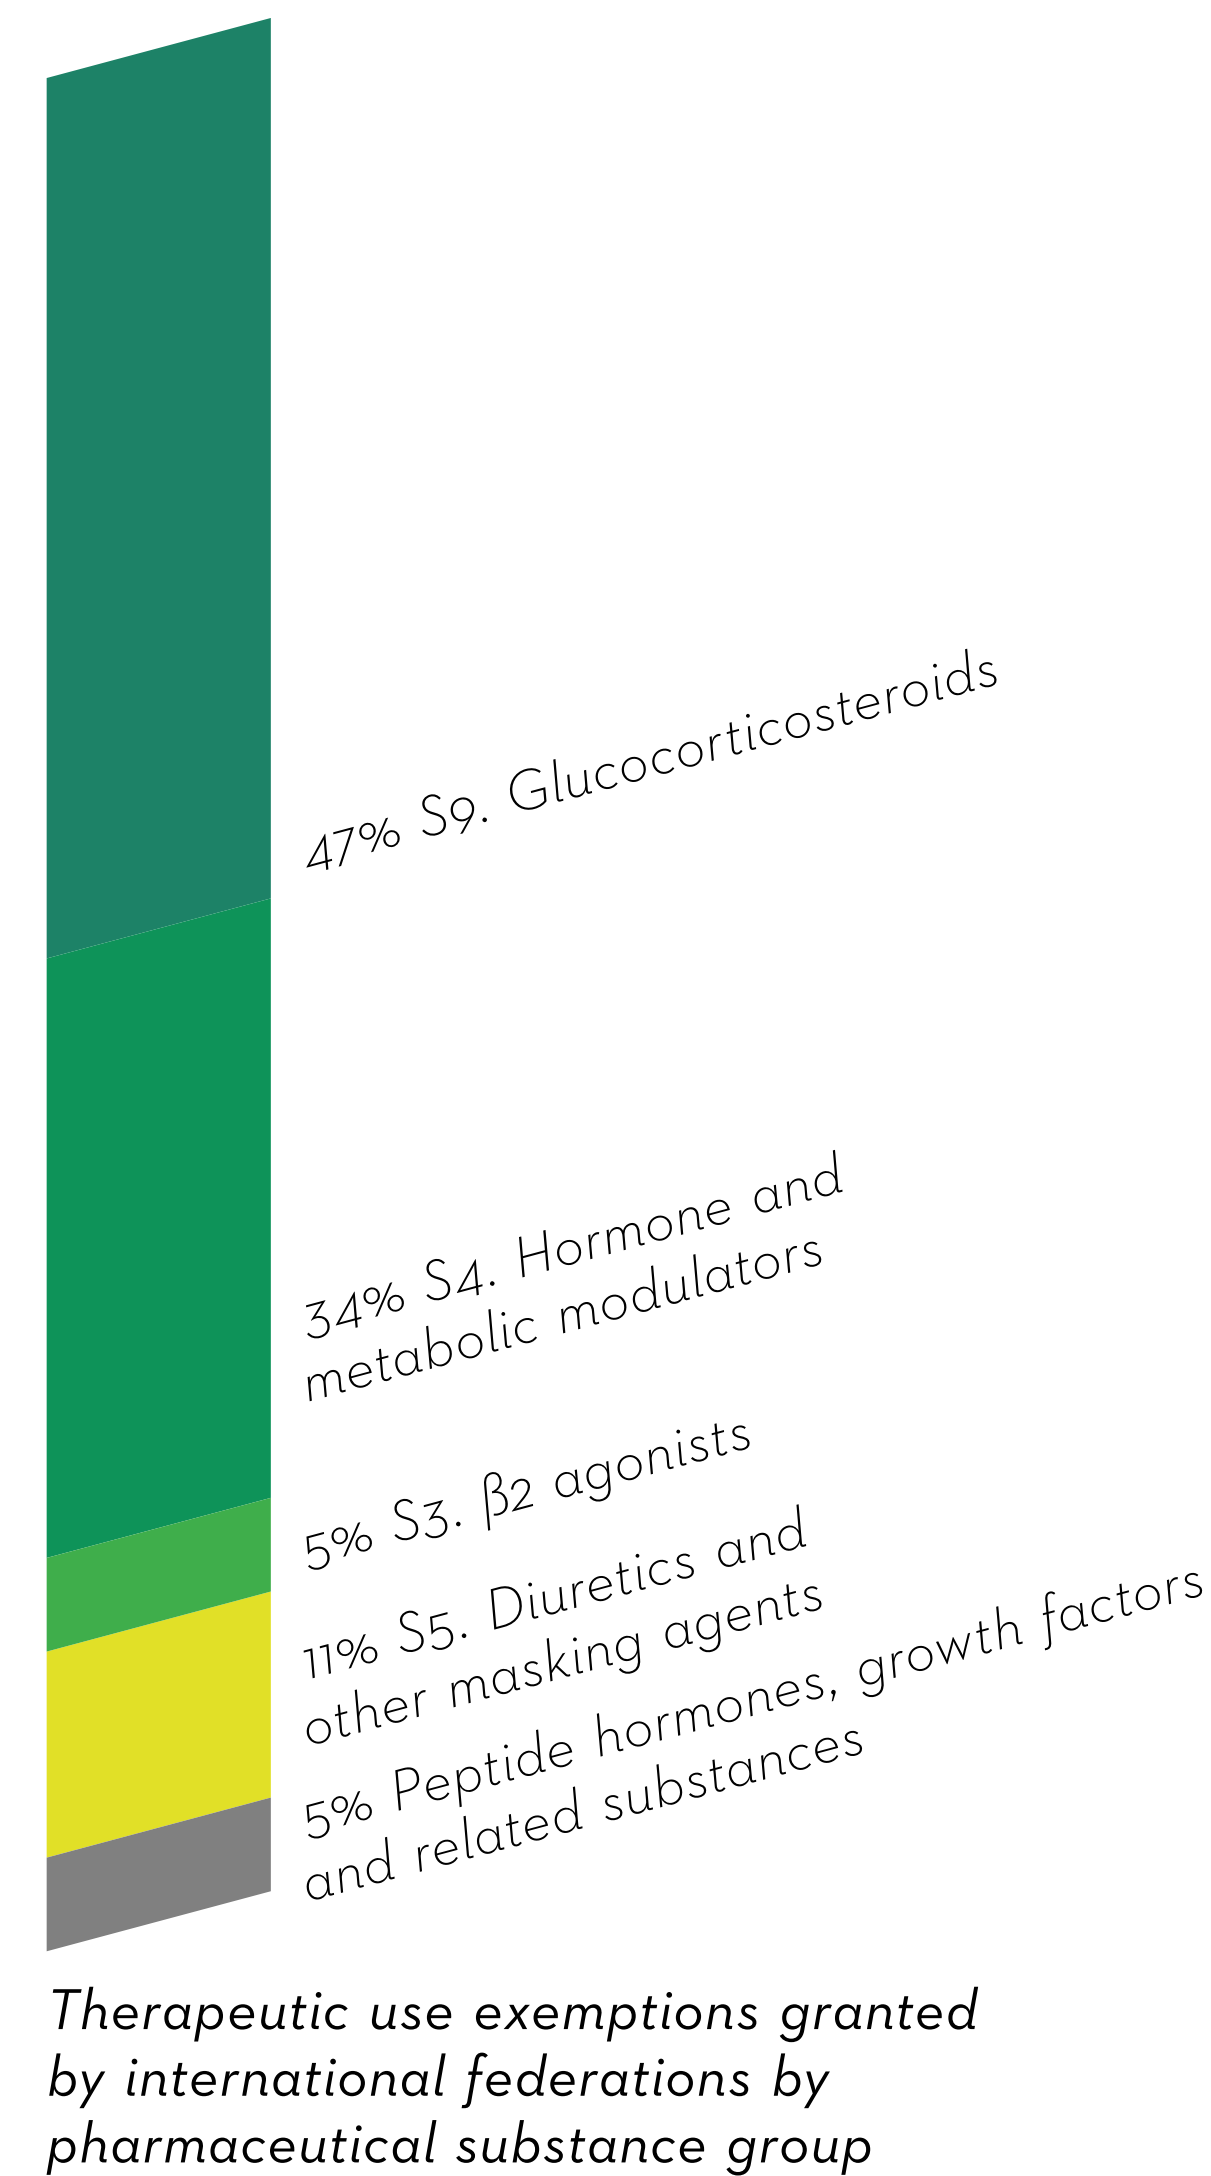 47% S9. Glucocorticosteroids
34% S4. Hormone and
metabolic modulators
5% S3. β2 agonists
11% S5. Diuretics and
other masking agents
5% Peptide hormones, growth factors
and related substances
Therapeutic use exemptions granted
by international federations by
pharmaceutical substance group